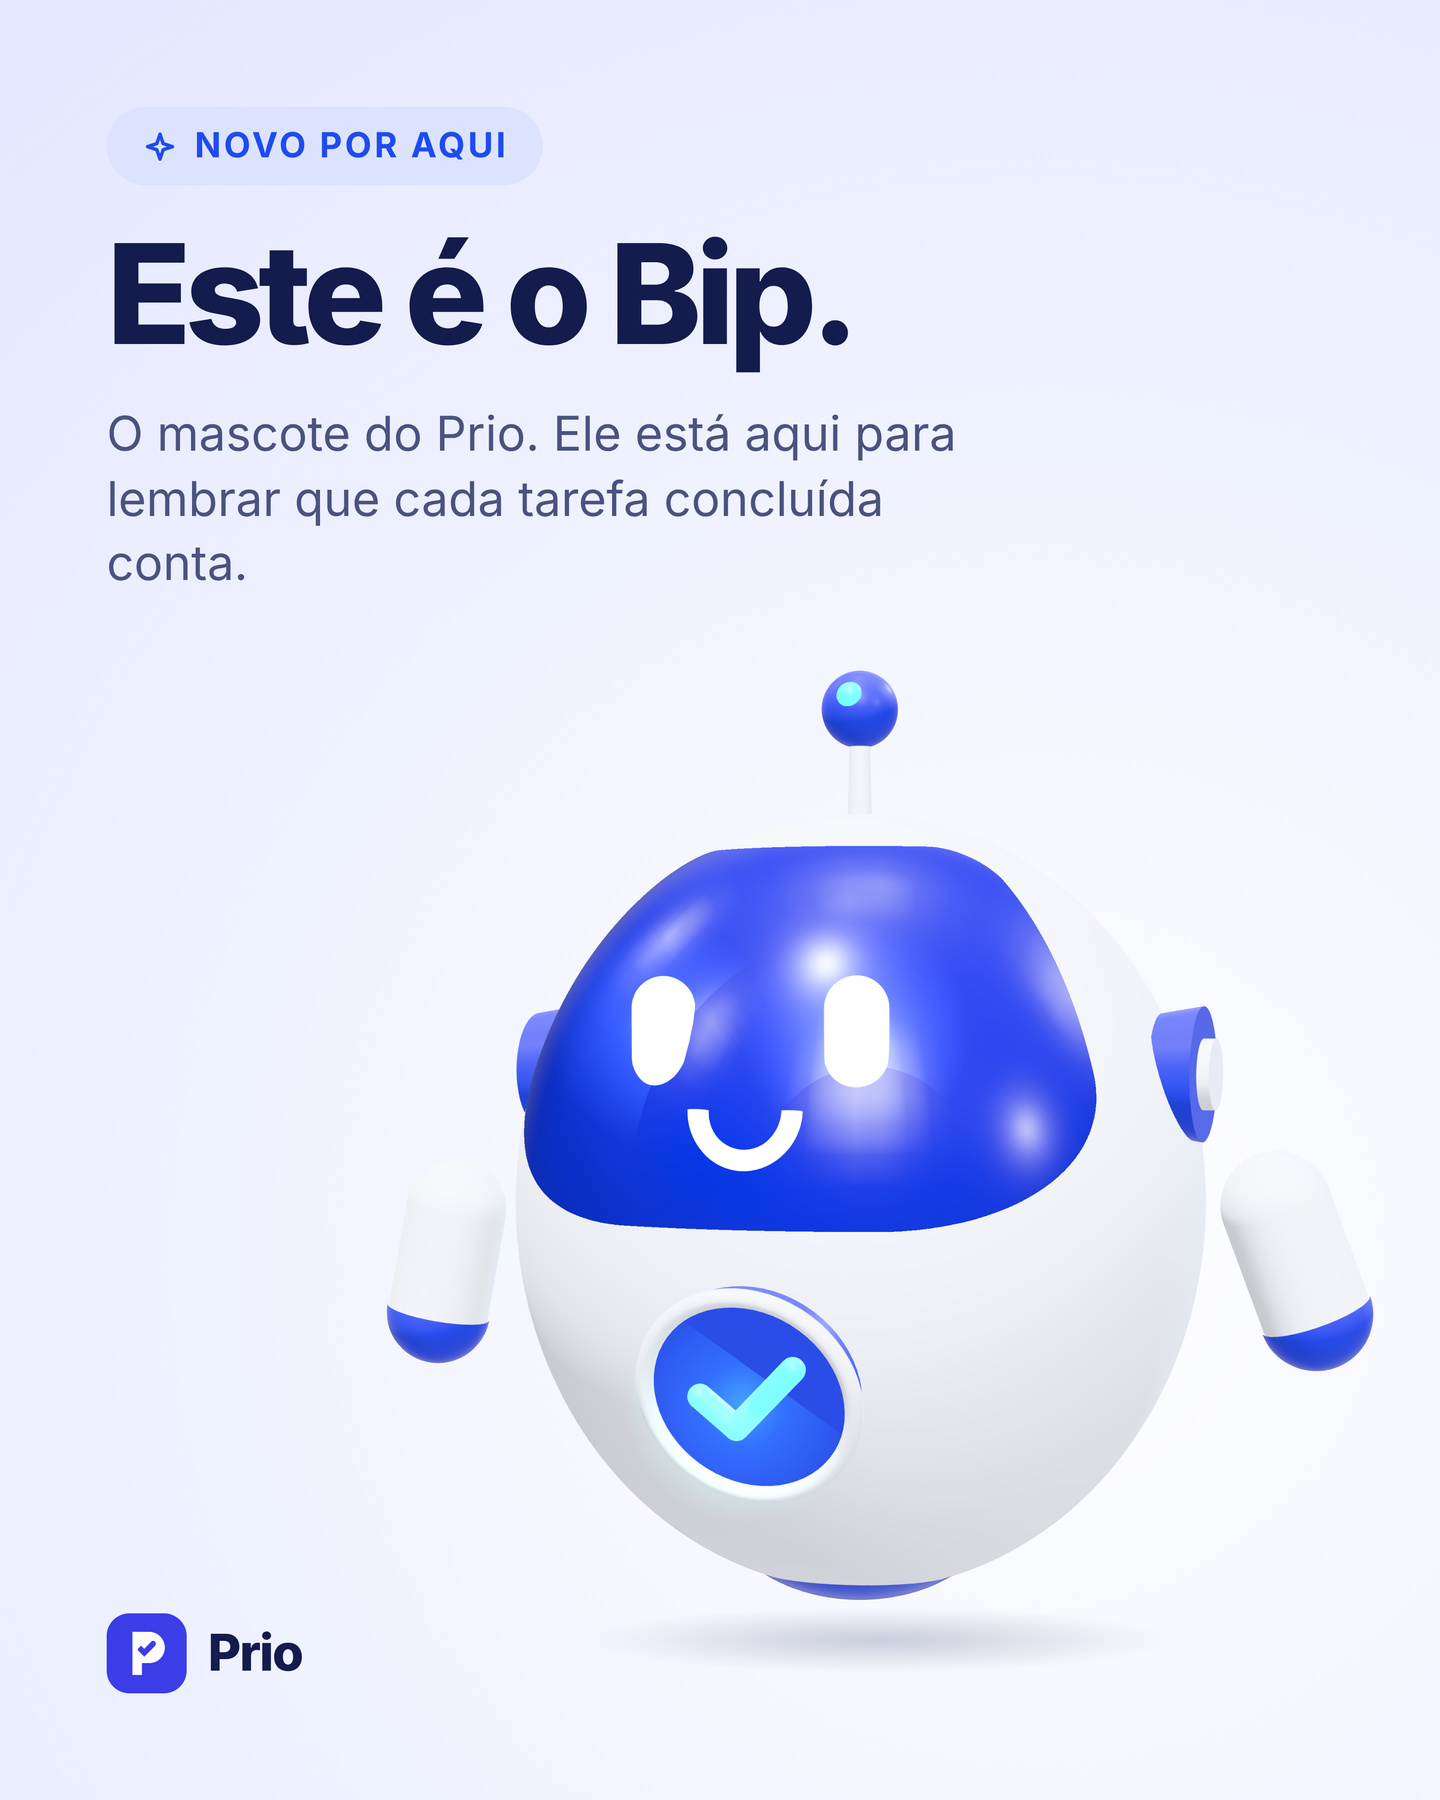 NOVO POR AQUI
Este é o Bip.
O mascote do Prio. Ele está aqui para
lembrar que cada tarefa concluída
conta.
Prio